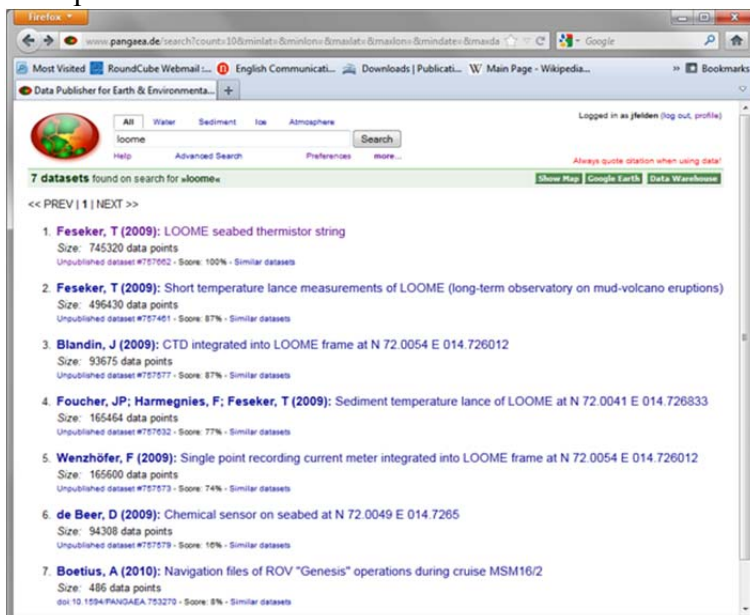 Firefox
www.pangaea.de/search?count=10&minlat=&minlon=&maxlat=&maxlon=&mindate=&maxda
Google
Most Visited RoundCube Webmail :... English Communicati... Downloads | Publicati... Main Page - Wikipedia... » Bookmarks
Data Publisher for Earth & Environmenta... +
All Water Sediment Ice Atmosphere
Logged in as jfelden (log out, profile)
loome Search
Help Advanced Search Preferences more...
Always quote citation when using data!
7 datasets found on search for »loome«
Show Map Google Earth Data Warehouse
<< PREV | 1 | NEXT >>
1. Feseker, T (2009): LOOME seabed thermistor string
Size: 745320 data points
Unpublished dataset #757662 - Score: 100% - Similar datasets
2. Feseker, T (2009): Short temperature lance measurements of LOOME (long-term observatory on mud-volcano eruptions)
Size: 496430 data points
Unpublished dataset #757461 - Score: 87% - Similar datasets
3. Blandin, J (2009): CTD integrated into LOOME frame at N 72.0054 E 014.726012
Size: 93675 data points
Unpublished dataset #757577 - Score: 87% - Similar datasets
4. Foucher, JP; Harmegnies, F; Feseker, T (2009): Sediment temperature lance of LOOME at N 72.0041 E 014.726833
Size: 165464 data points
Unpublished dataset #757632 - Score: 77% - Similar datasets
5. Wenzhöfer, F (2009): Single point recording current meter integrated into LOOME frame at N 72.0054 E 014.726012
Size: 165600 data points
Unpublished dataset #757573 - Score: 74% - Similar datasets
6. de Beer, D (2009): Chemical sensor on seabed at N 72.0049 E 014.7265
Size: 94308 data points
Unpublished dataset #757579 - Score: 16% - Similar datasets
7. Boetius, A (2010): Navigation files of ROV "Genesis" operations during cruise MSM16/2
Size: 486 data points
doi:10.1594/PANGAEA.753270 - Score: 8% - Similar datasets